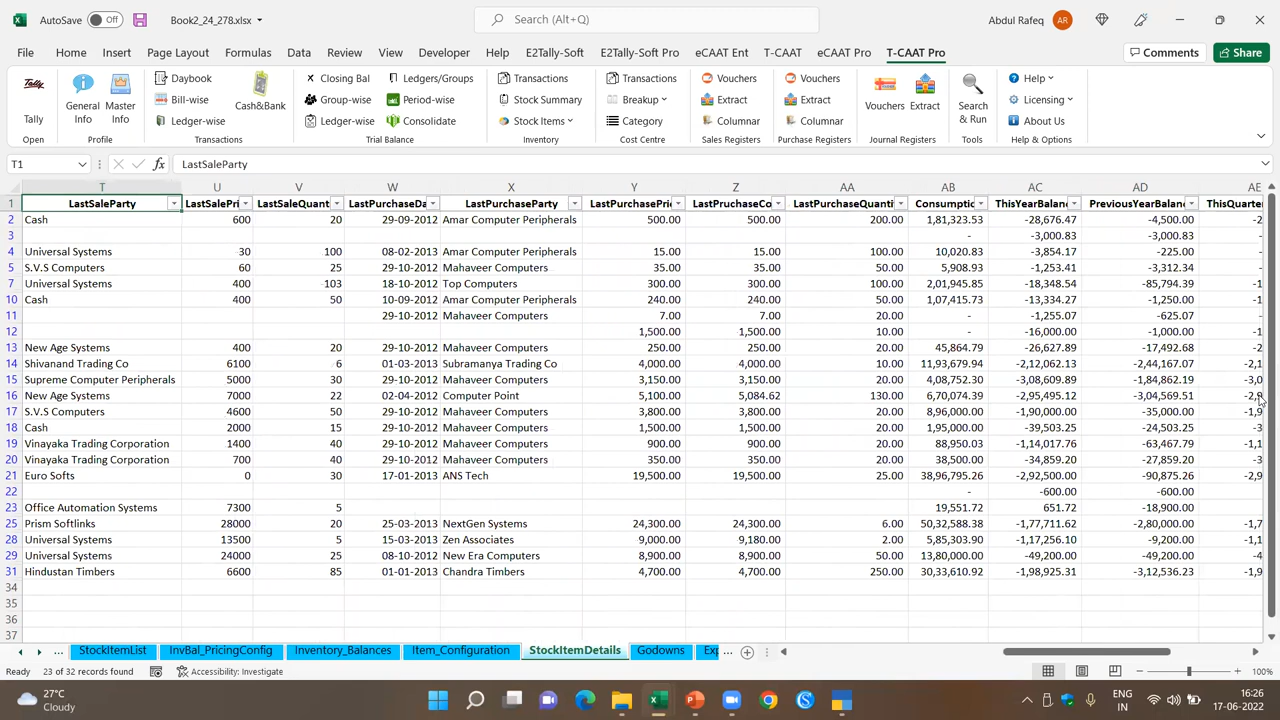 AutoSave Off Book2_24_278.xlsx Search (Alt+Q) Abdul Rafeq AR
File Home Insert Page Layout Formulas Data Review View Developer Help E2Tally-Soft E2Tally-Soft Pro eCAAT Ent T-CAAT eCAAT Pro T-CAAT Pro Comments Share
Tally General Info Master Info Daybook Bill-wise Ledger-wise Cash&Bank Closing Bal Group-wise Ledger-wise Ledgers/Groups Period-wise Consolidate Transactions Stock Summary Stock Items Transactions Breakup Category Vouchers Extract Columnar Vouchers Extract Columnar Vouchers Extract Search & Run Help Licensing About Us
Open Profile Transactions Trial Balance Inventory Cost Centre Sales Registers Purchase Registers Journal Registers Tools Help & Options
T1 fx LastSaleParty
T U V W X Y Z AA AB AC AD AE
1 LastSaleParty LastSalePri LastSaleQuant LastPurchaseDa LastPurchaseParty LastPurchasePric LastPurchaseCo LastPurchaseQuanti Consumptic ThisYearBalanc PreviousYearBalanc ThisQuarte
2 Cash 600 20 29-09-2012 Amar Computer Peripherals 500.00 500.00 200.00 1,81,323.53 -28,676.47 -4,500.00 -2
3 - -3,000.83 -3,000.83 -
4 Universal Systems -30 100 08-02-2013 Amar Computer Peripherals 15.00 15.00 100.00 10,020.83 -3,854.17 -225.00 -
5 S.V.S Computers 60 25 29-10-2012 Mahaveer Computers 35.00 35.00 50.00 5,908.93 -1,253.41 -3,312.34 -
7 Universal Systems 400 103 18-10-2012 Top Computers 300.00 300.00 100.00 2,01,945.85 -18,348.54 -85,794.39 -1
10 Cash 400 50 10-09-2012 Amar Computer Peripherals 240.00 240.00 50.00 1,07,415.73 -13,334.27 -1,250.00 -1
11 29-10-2012 Mahaveer Computers 7.00 7.00 20.00 - -1,255.07 -625.07 -
12 1,500.00 1,500.00 10.00 - -16,000.00 -1,000.00 -1
13 New Age Systems 400 20 29-10-2012 Mahaveer Computers 250.00 250.00 20.00 45,864.79 -26,627.89 -17,492.68 -2
14 Shivanand Trading Co 6100 6 01-03-2013 Subramanya Trading Co 4,000.00 4,000.00 10.00 11,93,679.94 -2,12,062.13 -2,44,167.07 -2,1
15 Supreme Computer Peripherals 5000 30 29-10-2012 Mahaveer Computers 3,150.00 3,150.00 20.00 4,08,752.30 -3,08,609.89 -1,84,862.19 -3,0
16 New Age Systems 7000 22 02-04-2012 Computer Point 5,100.00 5,084.62 130.00 6,70,074.39 -2,95,495.12 -3,04,569.51 -2,9
17 S.V.S Computers 4600 50 29-10-2012 Mahaveer Computers 3,800.00 3,800.00 20.00 8,96,000.00 -1,90,000.00 -35,000.00 -1,9
18 Cash 2000 15 29-10-2012 Mahaveer Computers 1,500.00 1,500.00 20.00 1,95,000.00 -39,503.25 -24,503.25 -3
19 Vinayaka Trading Corporation 1400 40 29-10-2012 Mahaveer Computers 900.00 900.00 20.00 88,950.03 -1,14,017.76 -63,467.79 -1,1
20 Vinayaka Trading Corporation 700 40 29-10-2012 Mahaveer Computers 350.00 350.00 20.00 38,500.00 -34,859.20 -27,859.20 -3
21 Euro Softs 0 30 17-01-2013 ANS Tech 19,500.00 19,500.00 25.00 38,96,795.26 -2,92,500.00 -90,875.26 -2,9
22 - -600.00 -600.00
23 Office Automation Systems 7300 5 19,551.72 651.72 -18,900.00
25 Prism Softlinks 28000 20 25-03-2013 NextGen Systems 24,300.00 24,300.00 6.00 50,32,588.38 -1,77,711.62 -2,80,000.00 -1,7
28 Universal Systems 13500 5 15-03-2013 Zen Associates 9,000.00 9,180.00 2.00 5,85,303.90 -1,17,256.10 -9,200.00 -1,1
29 Universal Systems 24000 25 08-10-2012 New Era Computers 8,900.00 8,900.00 50.00 13,80,000.00 -49,200.00 -49,200.00 -4
31 Hindustan Timbers 6600 85 01-01-2013 Chandra Timbers 4,700.00 4,700.00 250.00 30,33,610.92 -1,98,925.31 -3,12,536.23 -1,9
34
35
36
37
... StockItemList InvBal_PricingConfig Inventory_Balances Item_Configuration StockItemDetails Godowns Exp ...
Ready 23 of 32 records found Accessibility: Investigate 100%
27°C Cloudy ENG IN 16:26 17-06-2022